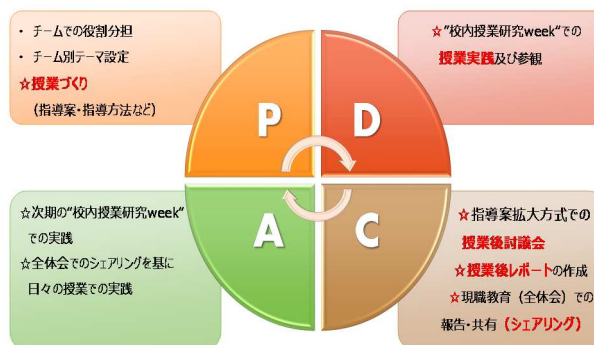 ・ チームでの役割分担
・ チーム別テーマ設定
☆授業づくり
（指導案・指導方法など）
☆"校内授業研究week"での
授業実践及び参観
P
D
A
C
☆次期の"校内授業研究week"
での実践
☆全体会でのシェアリングを基に
日々の授業での実践
☆指導案拡大方式での
授業後討議会
☆授業後レポートの作成
☆現職教育（全体会）での
報告・共有（シェアリング）